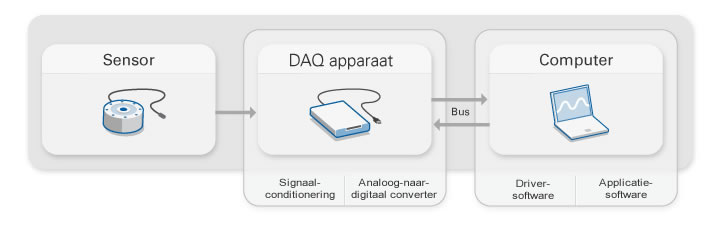 Sensor
DAQ apparaat
Computer
Bus
Signaal-
conditionering
Analoog-naar-
digitaal converter
Driver-
software
Applicatie-
software